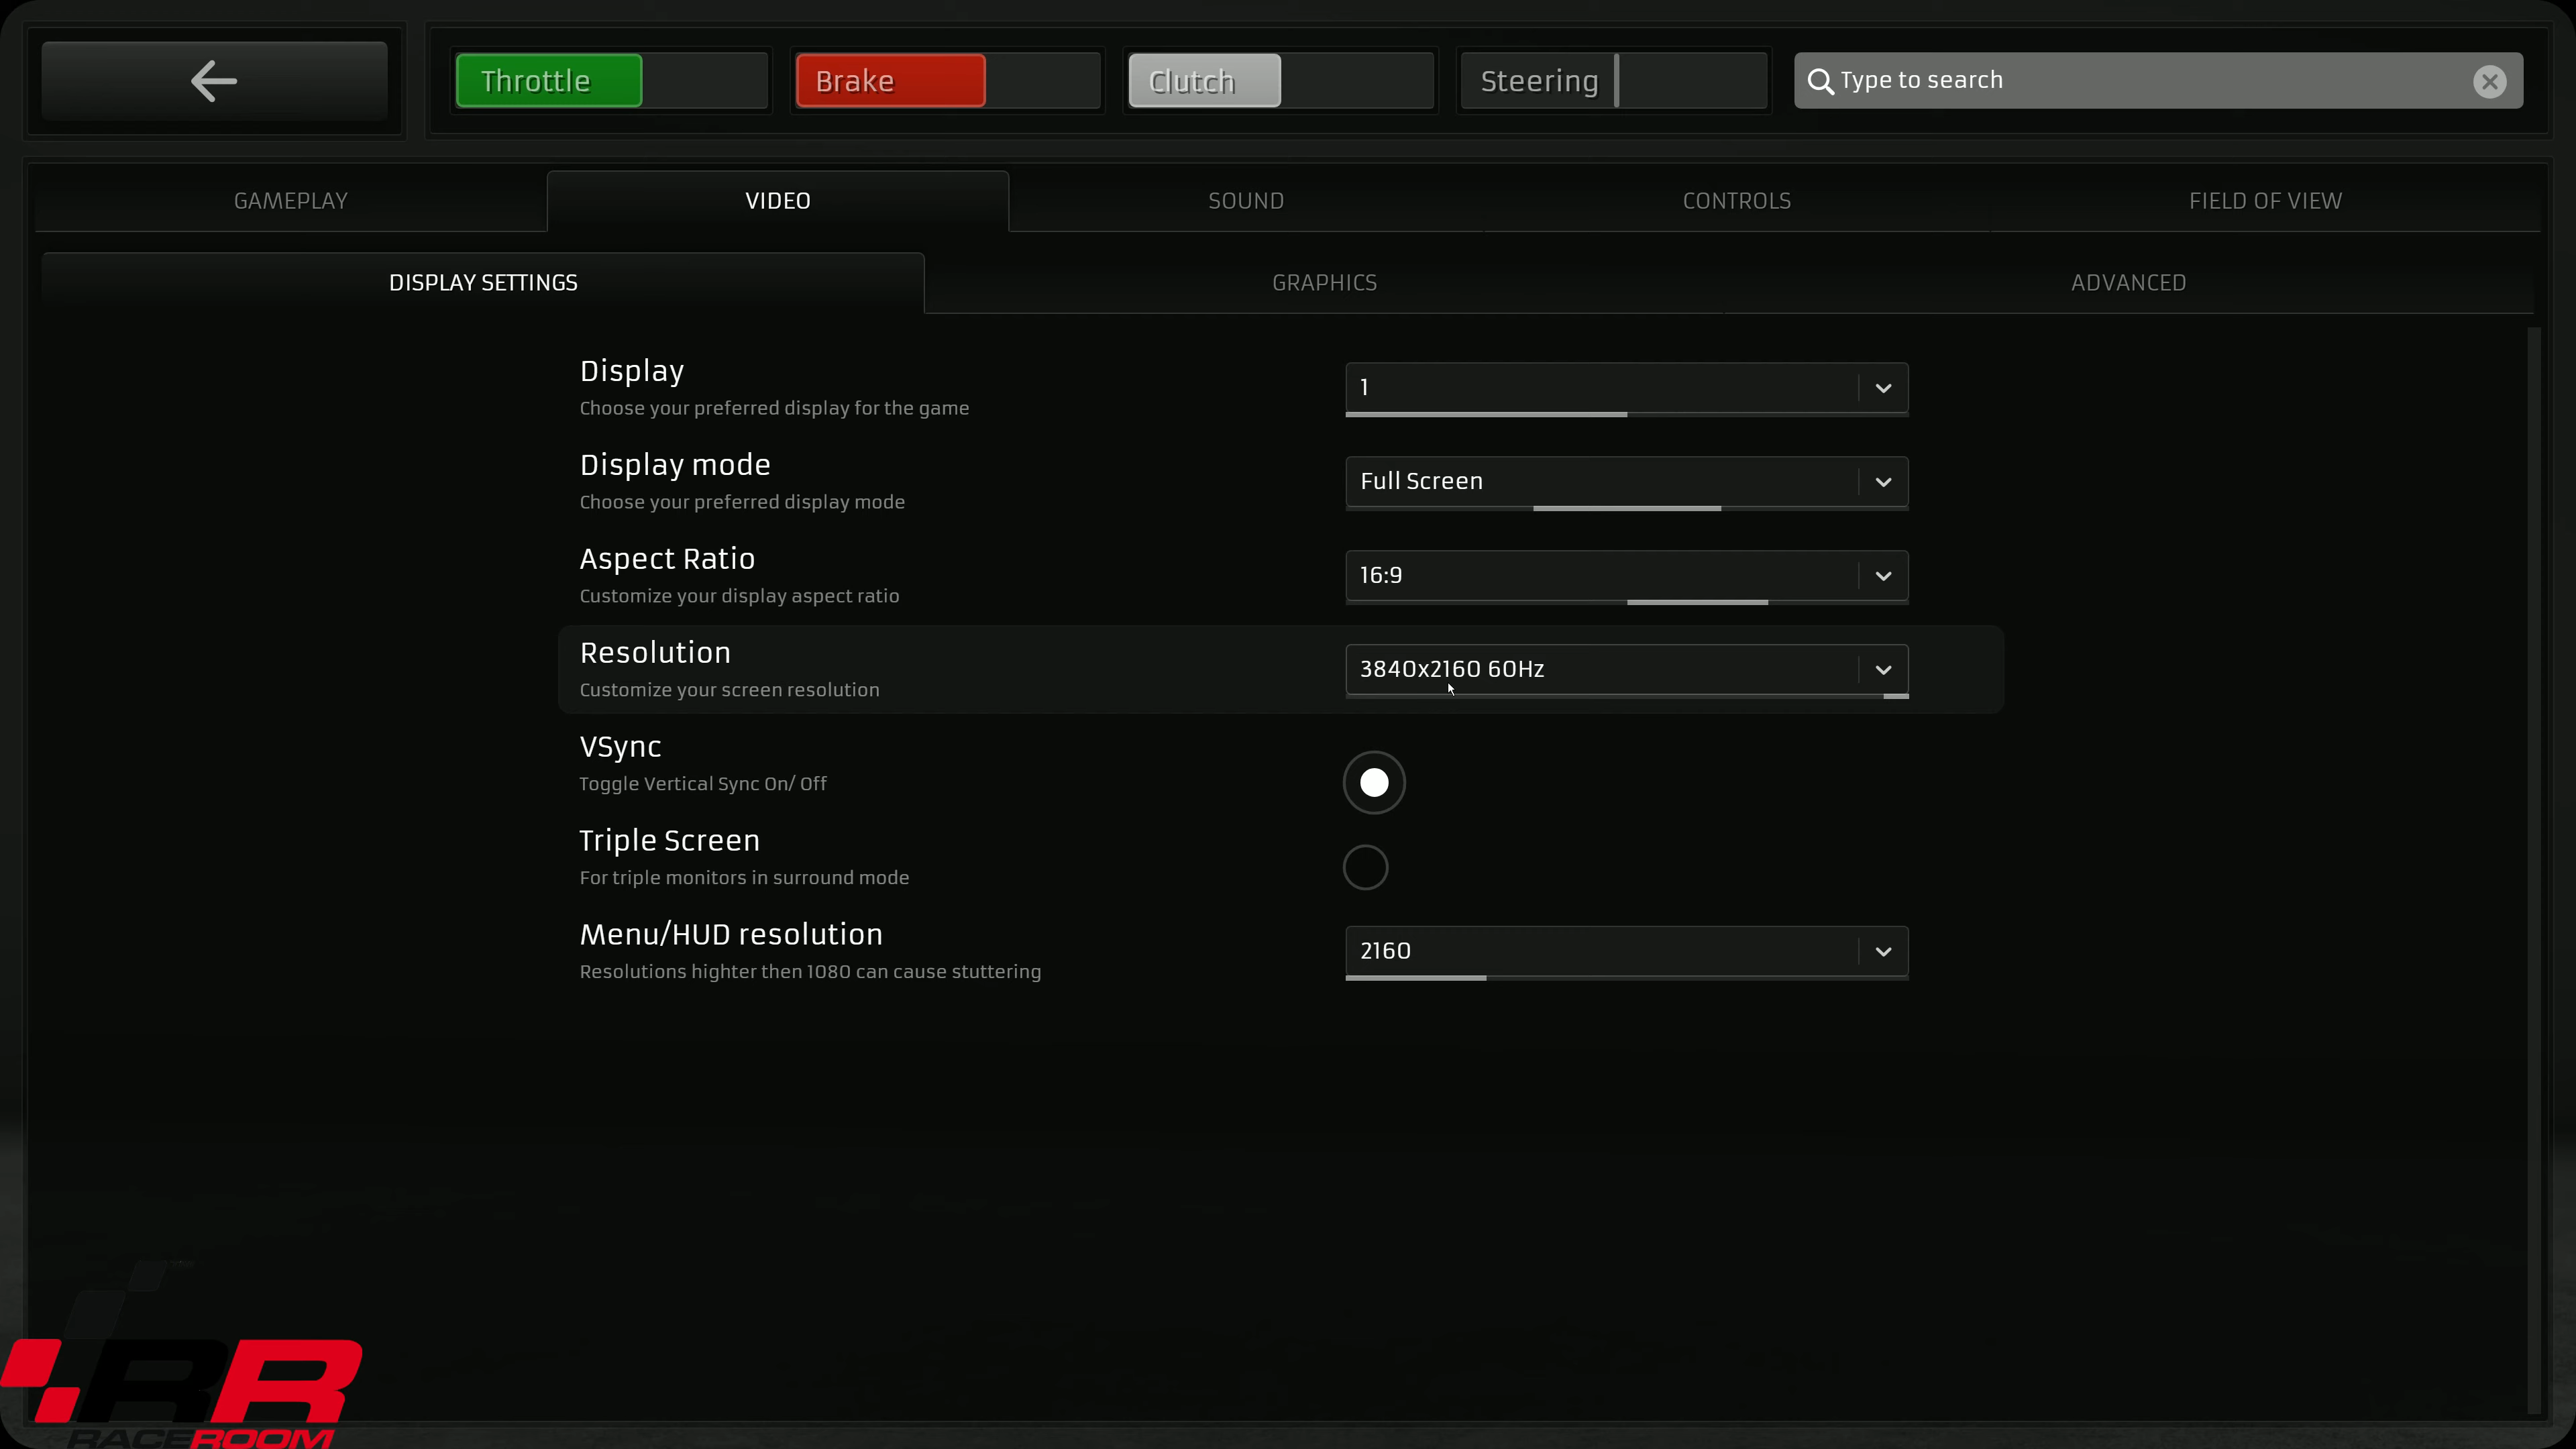 Throttle
Brake
Clutch
Steering
Type to search
GAMEPLAY
VIDEO
SOUND
CONTROLS
FIELD OF VIEW
DISPLAY SETTINGS
GRAPHICS
ADVANCED
Display
1
Choose your preferred display for the game
Display mode
Full Screen
Choose your preferred display mode
Aspect Ratio
16:9
Customize your display aspect ratio
Resolution
3840x2160 60Hz
Customize your screen resolution
VSync
Toggle Vertical Sync On/ Off
Triple Screen
For triple monitors in surround mode
Menu/HUD resolution
2160
Resolutions highter then 1080 can cause stuttering
RR
RACEROOM